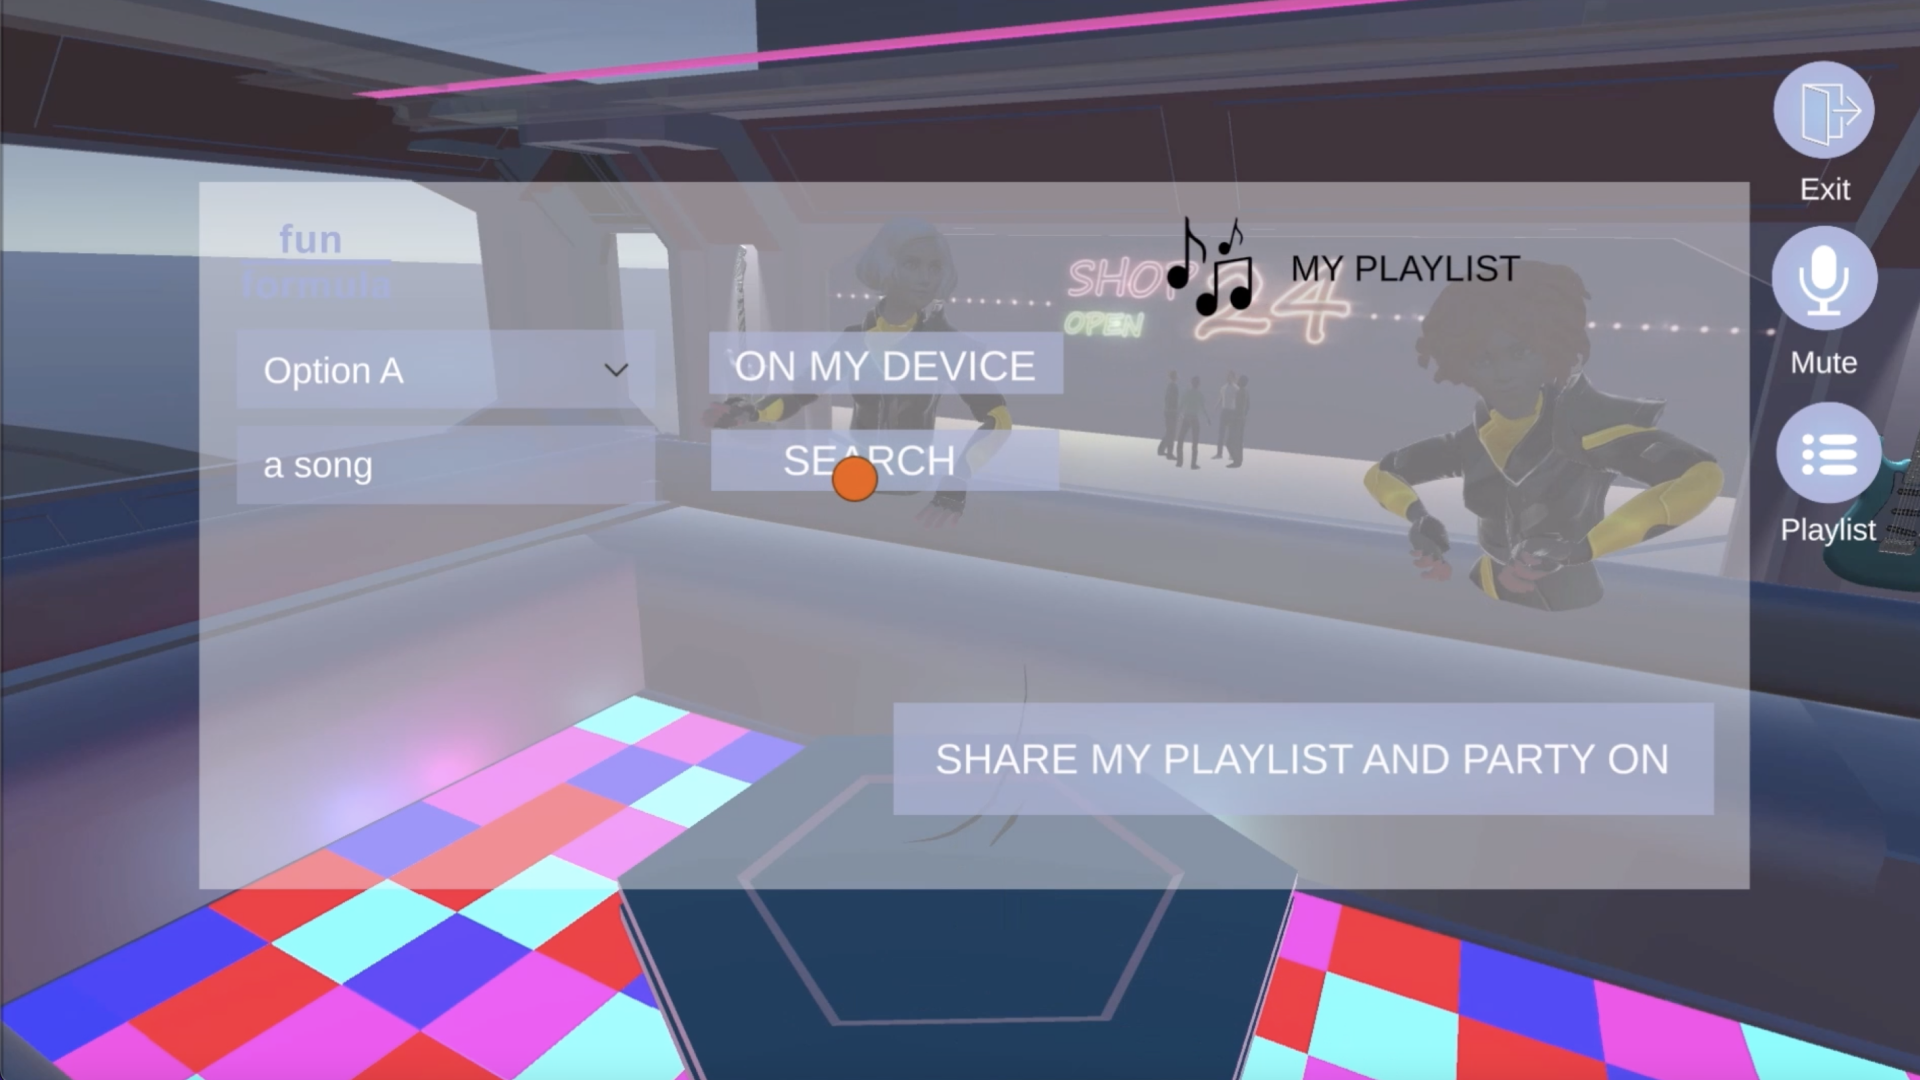 fun
formula
MY PLAYLIST
SHOP 24
OPEN
Option A
ON MY DEVICE
a song
SEARCH
SHARE MY PLAYLIST AND PARTY ON
Exit
Mute
Playlist